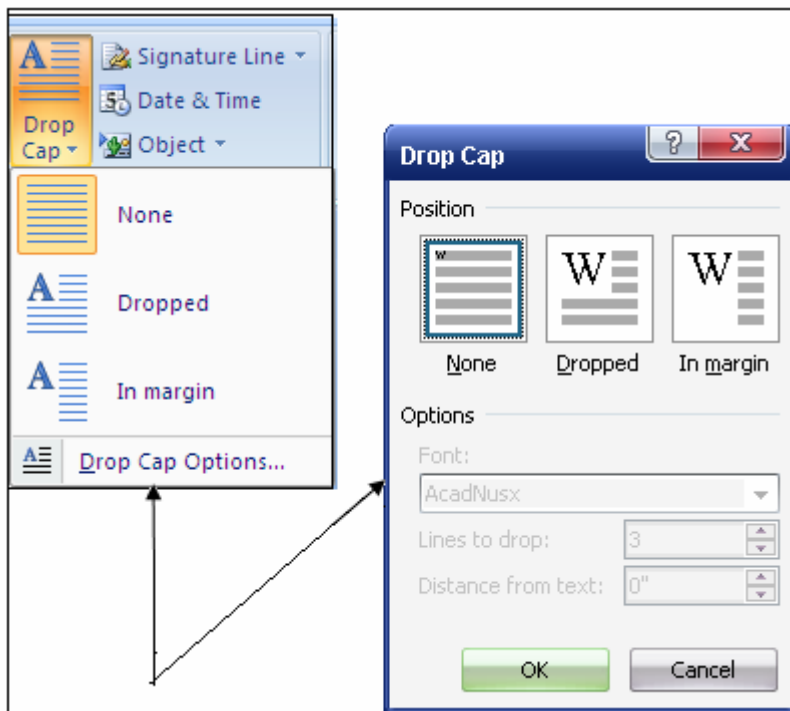 Signature Line
Date & Time
Drop
Cap
Object
None
Dropped
In margin
Drop Cap Options...
Drop Cap
Position
W
W
W
None
Dropped
In margin
Options
Font:
AcadNusx
Lines to drop: 3
Distance from text: 0"
OK
Cancel